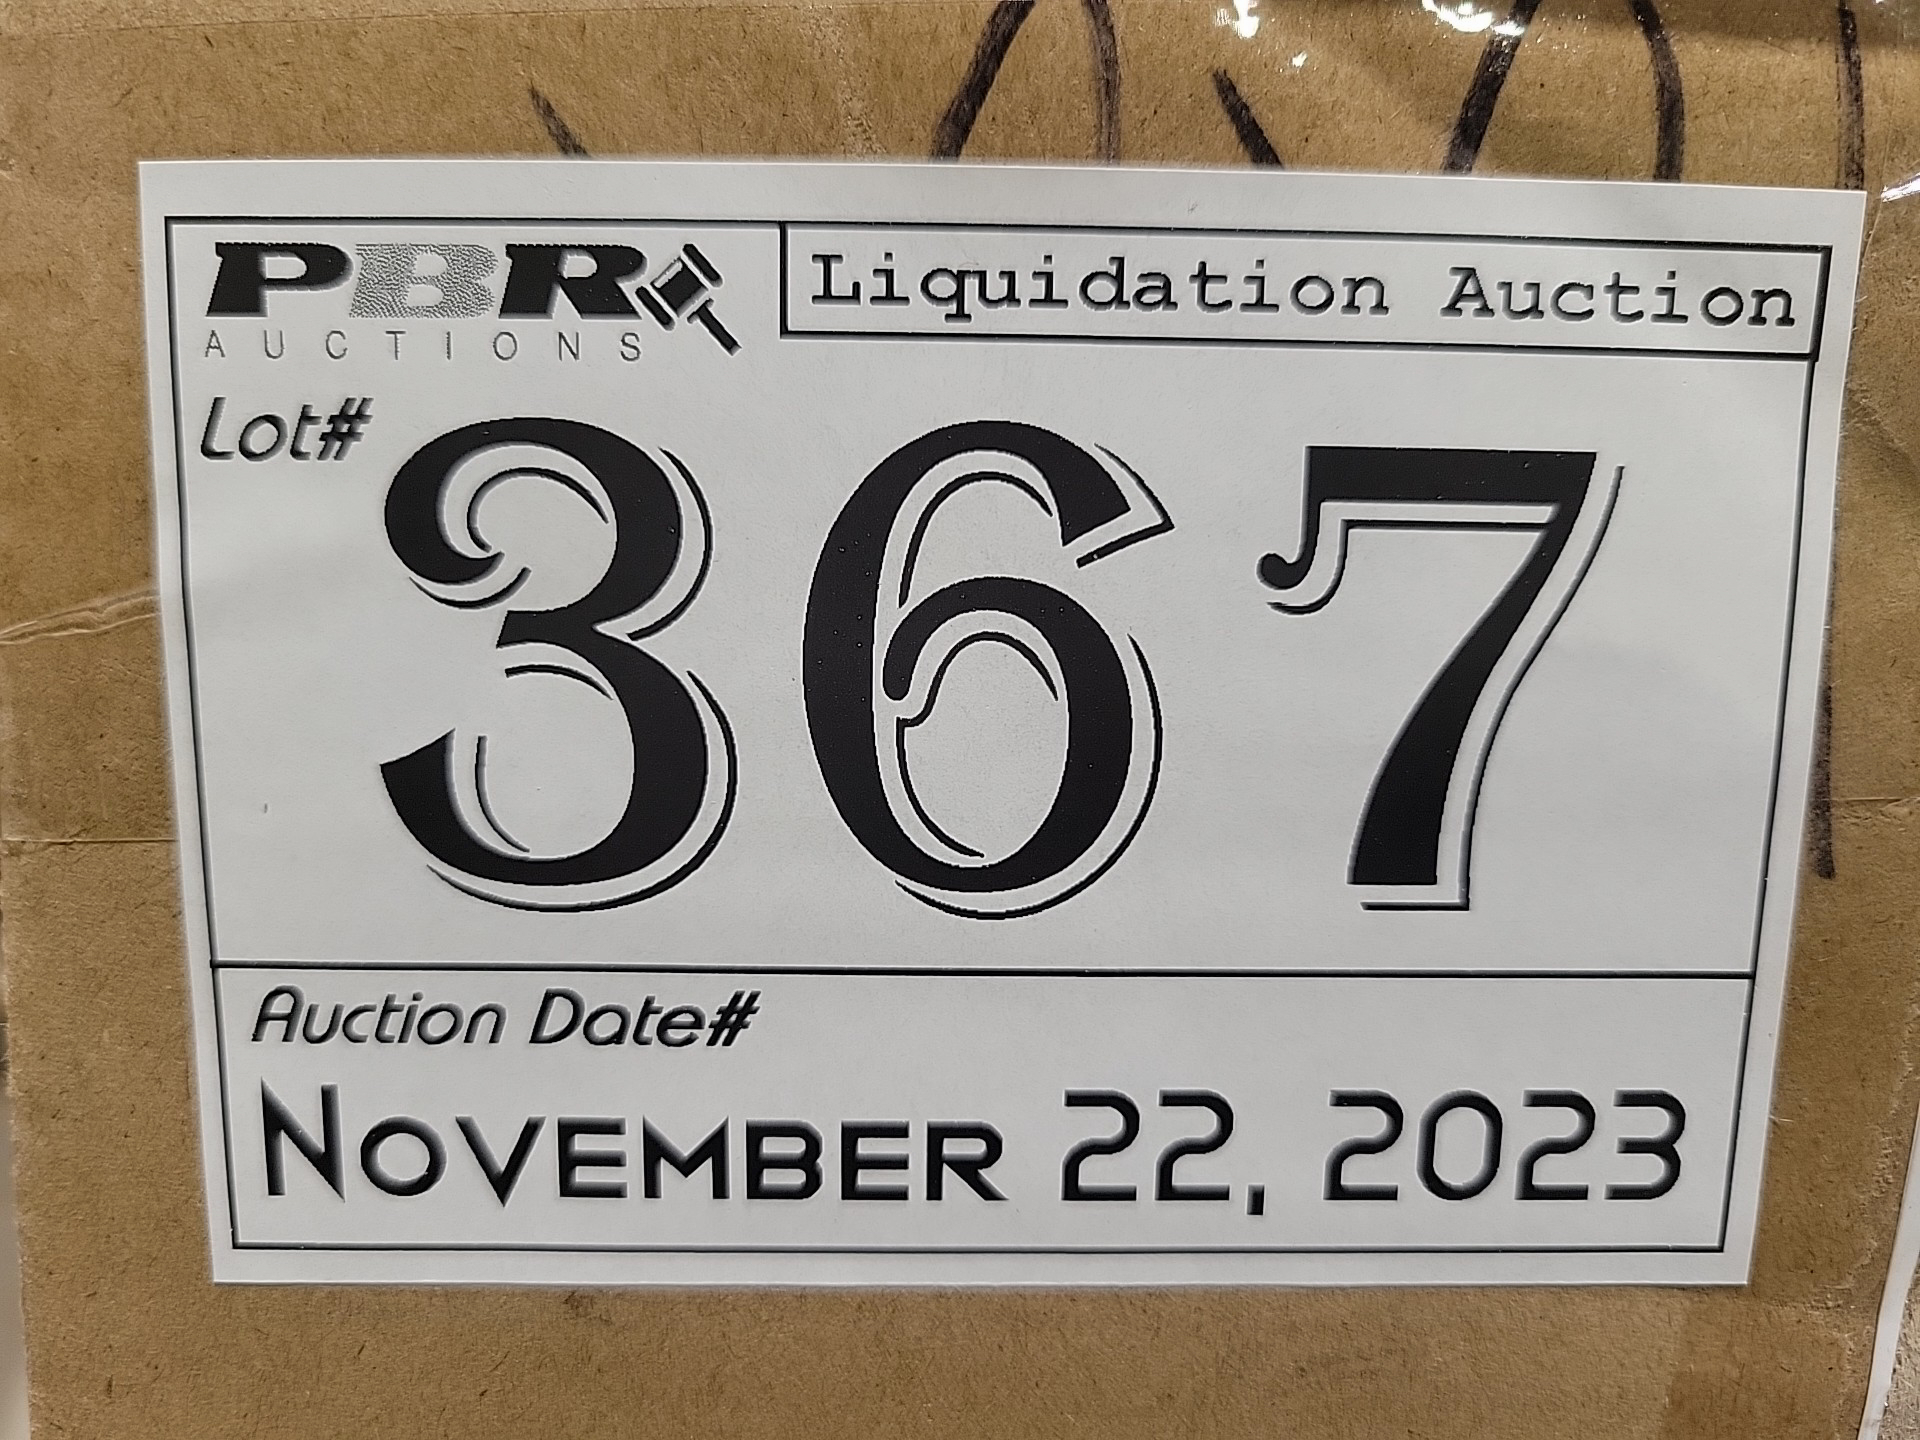 PBR
AUCTIONS
Liquidation Auction
Lot#
367
Auction Date#
NOVEMBER 22, 2023